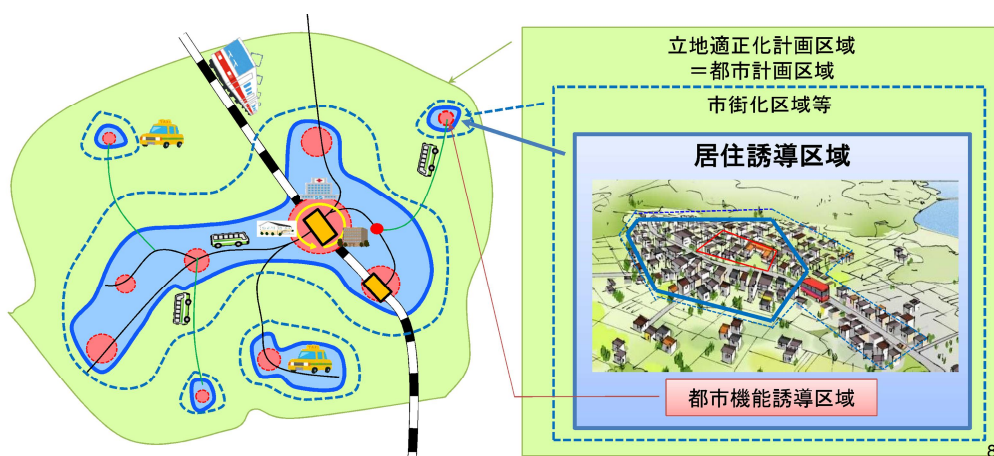 立地適正化計画区域
＝都市計画区域
市街化区域等
居住誘導区域
都市機能誘導区域
8